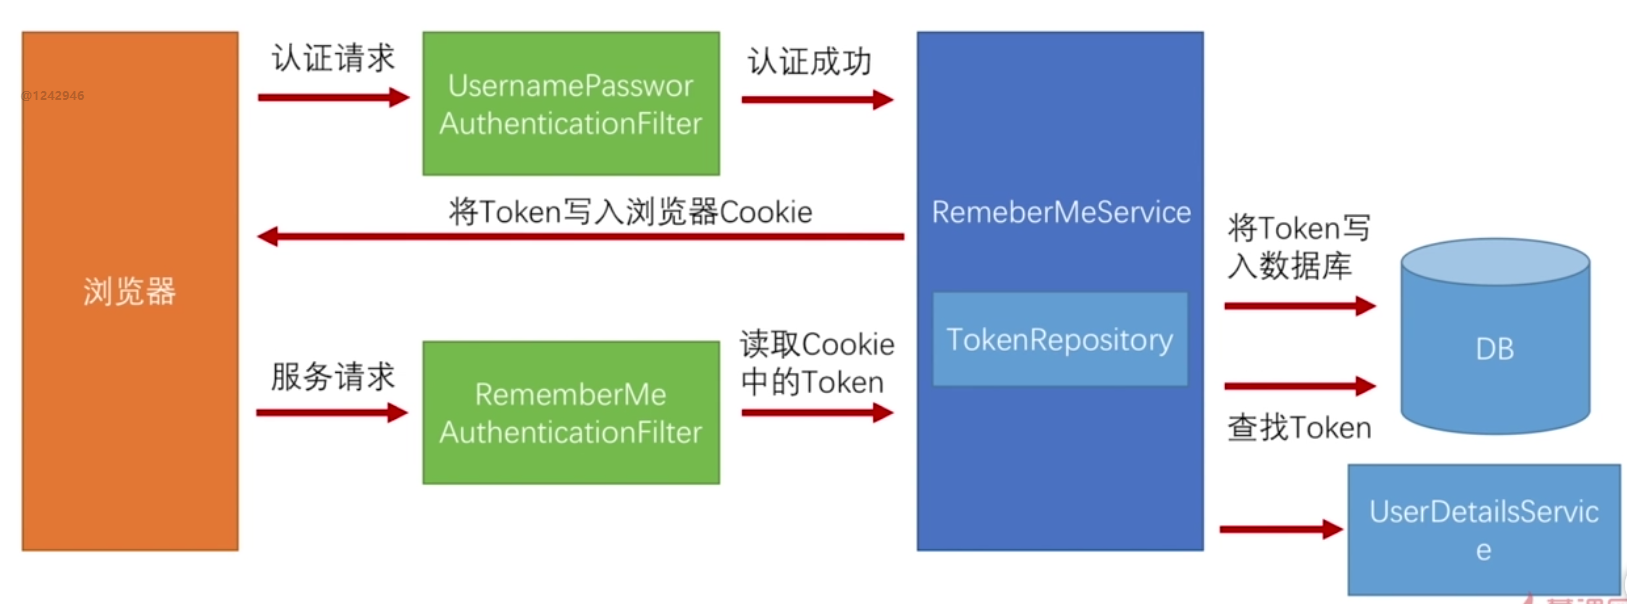 @1242946
认证请求
UsernamePasswor
AuthenticationFilter
认证成功
将Token写入浏览器Cookie
浏览器
RemeberMeService
TokenRepository
将Token写
入数据库
DB
查找Token
服务请求
RememberMe
AuthenticationFilter
读取Cookie
中的Token
UserDetailsServic
e